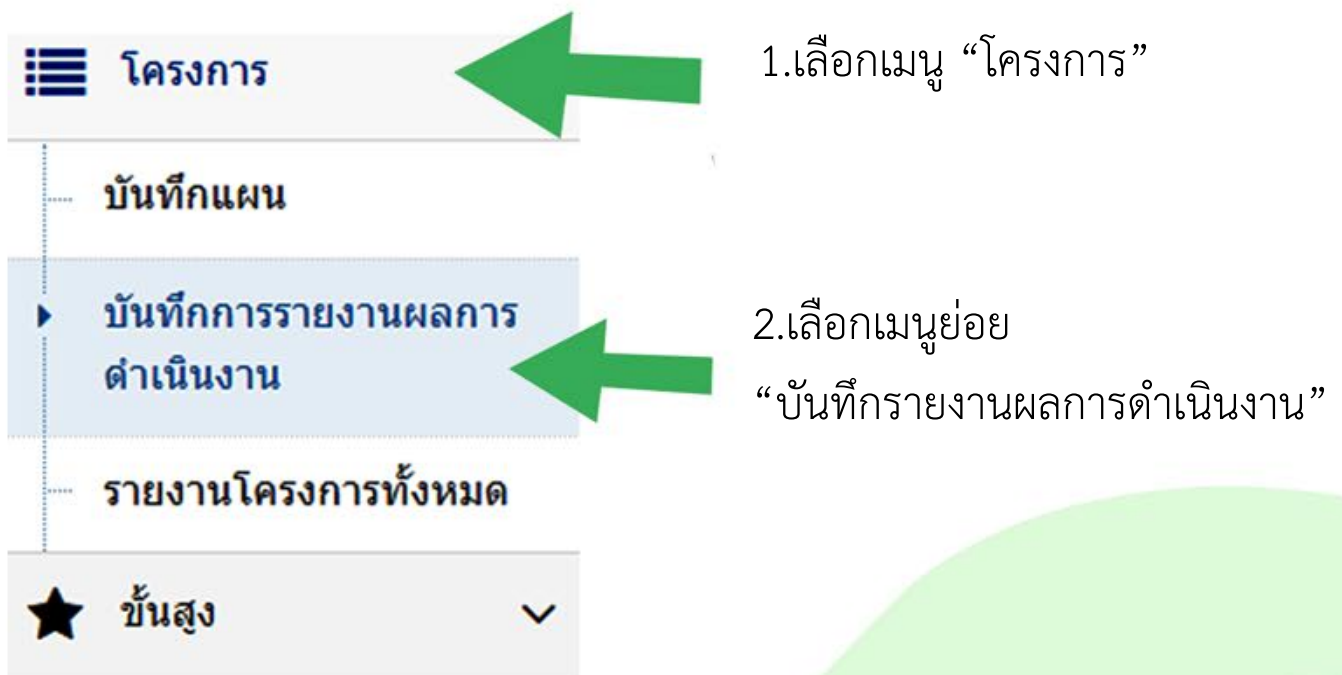 โครงการ
1.เลือกเมนู “โครงการ”
บันทึกแผน
บันทึกการรายงานผลการ
ดำเนินงาน
2.เลือกเมนูย่อย
“บันทึกรายงานผลการดำเนินงาน”
รายงานโครงการทั้งหมด
ขั้นสูง